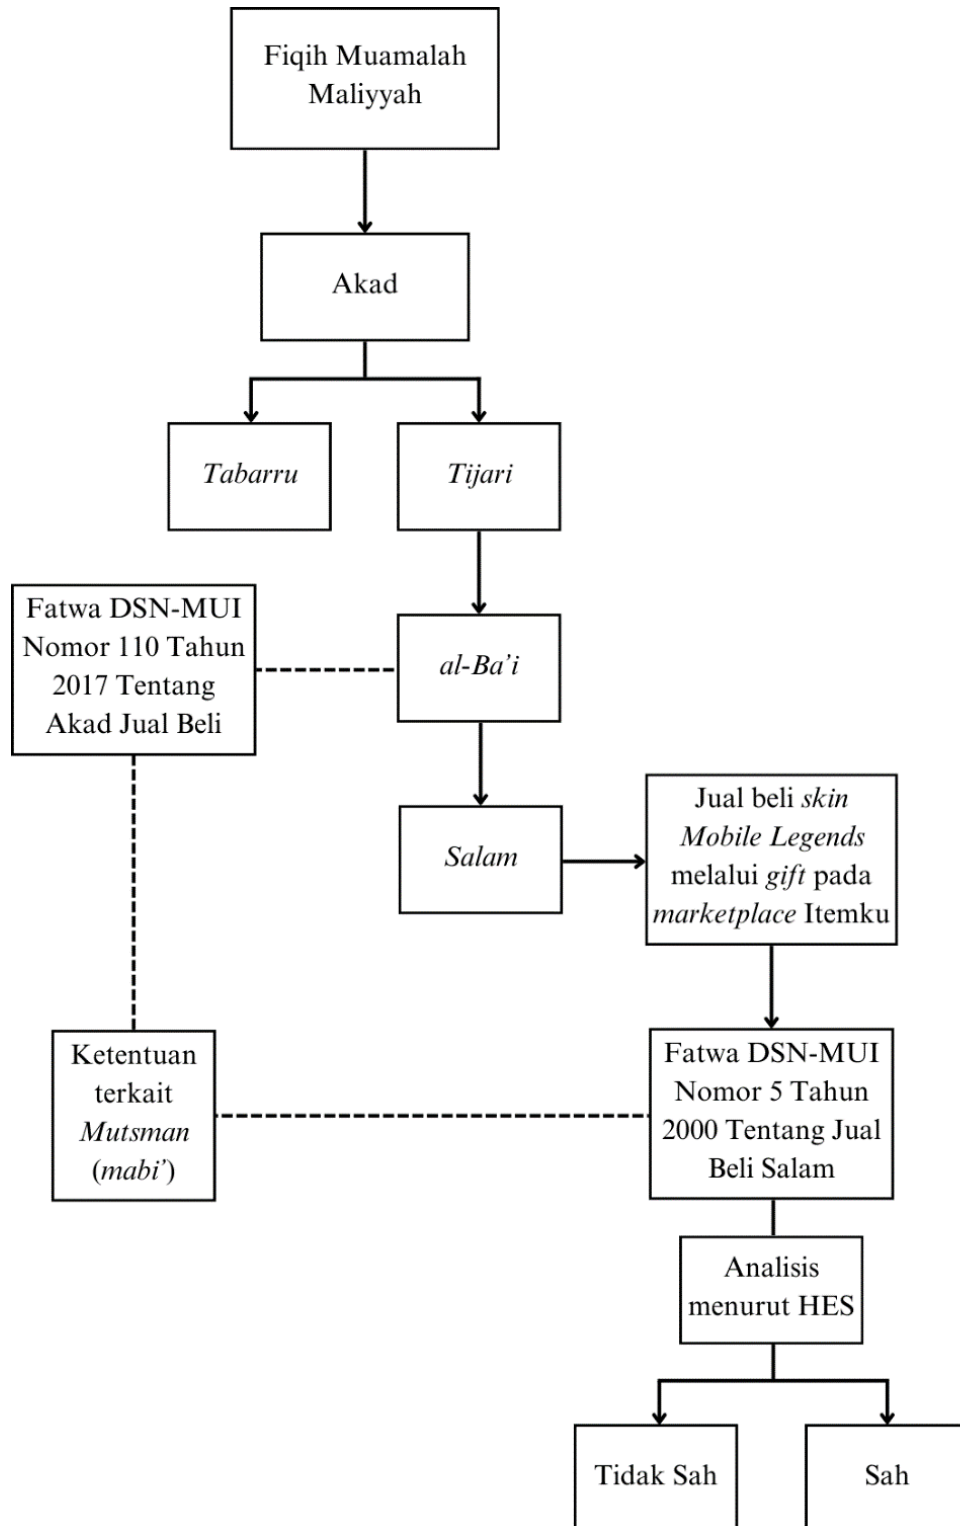 Fiqih Muamalah
Maliyyah
Akad
Tabarru
Tijari
Fatwa DSN-MUI
Nomor 110 Tahun
2017 Tentang
Akad Jual Beli
al-Ba’i
Salam
Jual beli skin
Mobile Legends
melalui gift pada
marketplace Itemku
Ketentuan
terkait
Mutsman
(mabi’)
Fatwa DSN-MUI
Nomor 5 Tahun
2000 Tentang Jual
Beli Salam
Analisis
menurut HES
Tidak Sah
Sah